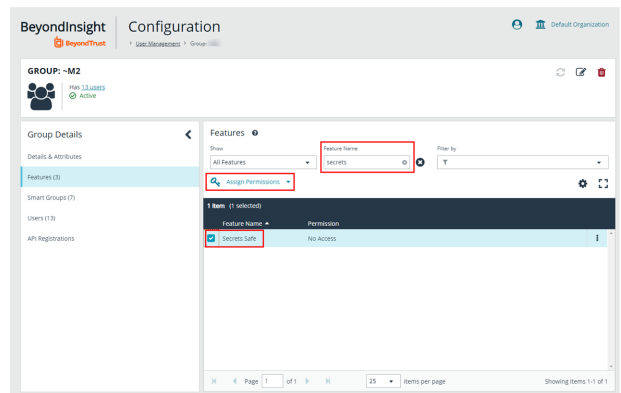 BeyondInsight
BeyondTrust
Configuration
User Management > Group:
Default Organization
GROUP: ~M2
Has 13 users
Active
Group Details
Details & Attributes
Features (3)
Smart Groups (7)
Users (13)
API Registrations
Features
Show
Feature Name
Filter by
All Features
secrets
Assign Permissions
1 item (1 selected)
Feature Name
Permission
Secrets Safe
No Access
Page 1 of 1
25 items per page
Showing items 1-1 of 1